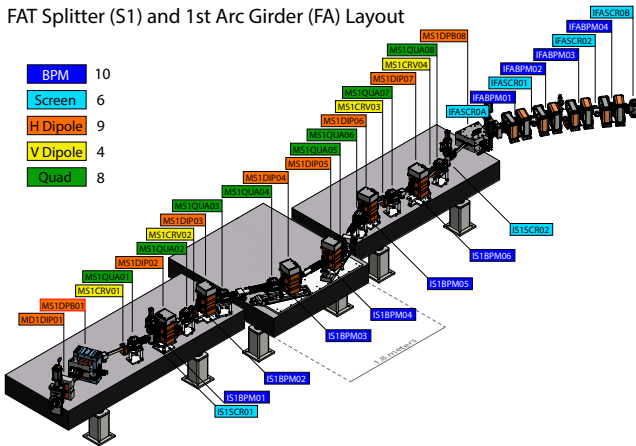 FAT Splitter (S1) and 1st Arc Girder (FA) Layout
BPM 10
Screen 6
H Dipole 9
V Dipole 4
Quad 8
IFASCR0B
IFABPM04
IFASCR02
IFABPM03
IFABPM02
IFASCR01
IFABPM01
IFASCR0A
MS1DPB08
MS1QUA08
MS1CRV04
MS1DIP07
MS1QUA07
MS1CRV03
MS1DIP06
MS1QUA06
MS1QUA05
MS1DIP05
MS1DIP04
MS1QUA04
MS1QUA03
MS1DIP03
MS1CRV02
MS1QUA02
MS1DIP02
MS1QUA01
MS1CRV01
MS1DPB01
MD1DIP01
IS1SCR02
IS1BPM06
IS1BPM05
IS1BPM04
IS1BPM03
IS1BPM02
IS1BPM01
IS1SCR01
1.8 meters